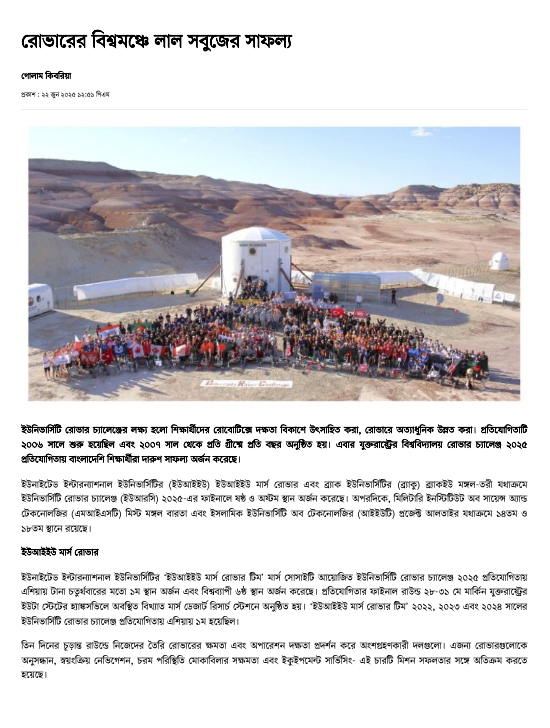 রোভারের বিশ্বমঞ্চে লাল সবুজের সাফল্য
গোলাম কিবরিয়া
প্রকাশ : ২২ জুন ২০২৫ ১২:৫১ পিএম
University Rover Challenge
ইউনিভার্সিটি রোভার চ্যালেঞ্জের লক্ষ্য হলো শিক্ষার্থীদের রোবোটিক্সে দক্ষতা বিকাশে উৎসাহিত করা, রোভারে অত্যাধুনিক উন্নত করা। প্রতিযোগিতাটি
২০০৬ সালে শুরু হয়েছিল এবং ২০০৭ সাল থেকে প্রতি গ্রীষ্মে প্রতি বছর অনুষ্ঠিত হয়। এবার যুক্তরাষ্ট্রের বিশ্ববিদ্যালয় রোভার চ্যালেঞ্জ ২০২৫
প্রতিযোগিতায় বাংলাদেশি শিক্ষার্থীরা দারুণ সাফল্য অর্জন করেছে।
ইউনাইটেড ইন্টারন্যাশনাল ইউনিভার্সিটির (ইউআইইউ) ইউআইইউ মার্স রোভার এবং ব্র্যাক ইউনিভার্সিটির (ব্র্যাকু) ব্র্যাকইউ মঙ্গল-তরী যথাক্রমে
ইউনিভার্সিটি রোভার চ্যালেঞ্জ (ইউআরসি) ২০২৫-এর ফাইনালে ষষ্ঠ ও অষ্টম স্থান অর্জন করেছে। অপরদিকে, মিলিটারি ইনস্টিটিউট অব সায়েন্স অ্যান্ড
টেকনোলজির (এমআইএসটি) মিস্ট মঙ্গল বারতা এবং ইসলামিক ইউনিভার্সিটি অব টেকনোলজির (আইইউটি) প্রজেক্ট আলতাইর যথাক্রমে ১৪তম ও
১৮তম স্থানে রয়েছে।
ইউআইইউ মার্স রোভার
ইউনাইটেড ইন্টারন্যাশনাল ইউনিভার্সিটির ‘ইউআইইউ মার্স রোভার টিম’ মার্স সোসাইটি আয়োজিত ইউনিভার্সিটি রোভার চ্যালেঞ্জ ২০২৫ প্রতিযোগিতায়
এশিয়ায় টানা চতুর্থবারের মতো ১ম স্থান অর্জন এবং বিশ্বব্যাপী ৬ষ্ঠ স্থান অর্জন করেছে। প্রতিযোগিতার ফাইনাল রাউন্ড ২৮-৩১ মে মার্কিন যুক্তরাষ্ট্রের
ইউটা স্টেটের হ্যাঙ্কসভিলে অবস্থিত বিখ্যাত মার্স ডেজার্ট রিসার্চ স্টেশনে অনুষ্ঠিত হয়। ‘ইউআইইউ মার্স রোভার টিম’ ২০২২, ২০২৩ এবং ২০২৪ সালের
ইউনিভার্সিটি রোভার চ্যালেঞ্জ প্রতিযোগিতায় এশিয়ায় ১ম হয়েছিল।
তিন দিনের চূড়ান্ত রাউন্ডে নিজেদের তৈরি রোভারের ক্ষমতা এবং অপারেশন দক্ষতা প্রদর্শন করে অংশগ্রহণকারী দলগুলো। এজন্য রোভারগুলোকে
অনুসন্ধান, স্বয়ংক্রিয় নেভিগেশন, চরম পরিস্থিতি মোকাবিলার সক্ষমতা এবং ইকুইপমেন্ট সার্ভিসিং- এই চারটি মিশন সফলতার সঙ্গে অতিক্রম করতে
হয়েছে।